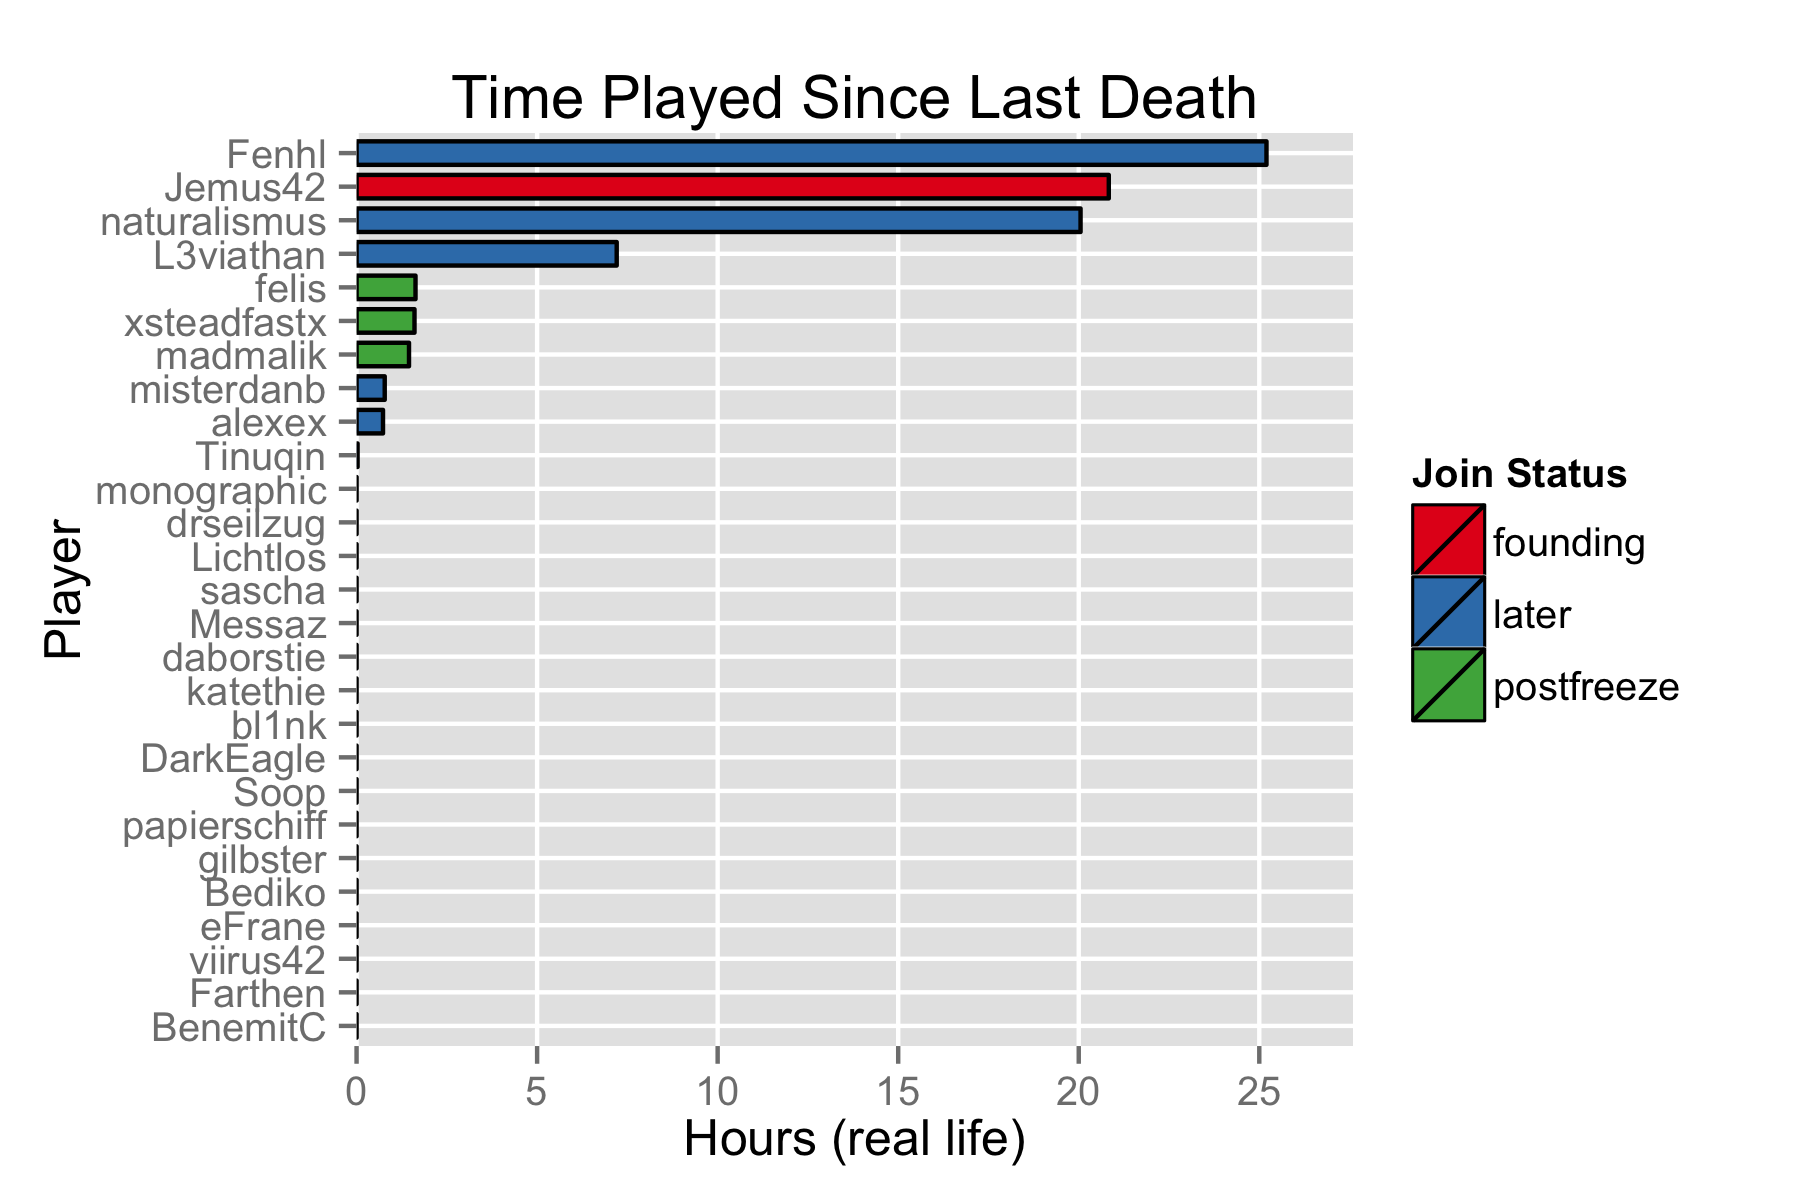 Time Played Since Last Death
Player
Fenhl
Jemus42
naturalismus
L3viathan
felis
xsteadfastx
madmalik
misterdanb
alexex
Tinuqin
monographic
drseilzug
Lichtlos
sascha
Messaz
daborstie
katethie
bl1nk
DarkEagle
Soop
papierschiff
gilbster
Bediko
eFrane
viirus42
Farthen
BenemitC
0 5 10 15 20 25
Hours (real life)
Join Status
founding
later
postfreeze